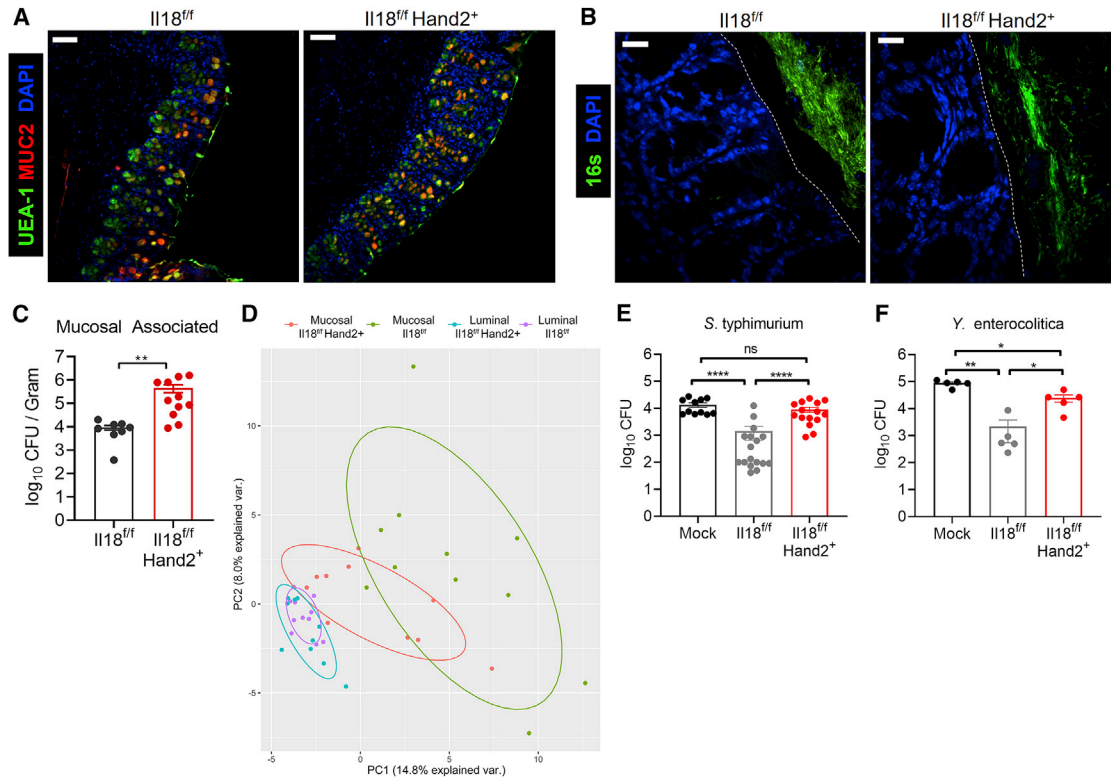 A
Il18f/f
Il18f/f Hand2+
UEA-1 MUC2 DAPI
B
Il18f/f
Il18f/f Hand2+
16s DAPI
C
Mucosal Associated
**
log10 CFU / Gram
7
6
5
4
3
2
1
0
Il18f/f
Il18f/f
Hand2+
D
Mucosal
Il18f/f Hand2+
Mucosal
Il18f/f
Luminal
Il18f/f Hand2+
Luminal
Il18f/f
PC2 (8.0% explained var.)
10
5
0
-5
-5
0
5
10
PC1 (14.8% explained var.)
E
S. typhimurium
ns
**** ****
log10 CFU
6
5
4
3
2
1
0
Mock
Il18f/f
Il18f/f
Hand2+
F
Y. enterocolitica
*
** *
log10 CFU
6
5
4
3
2
1
0
Mock
Il18f/f
Il18f/f
Hand2+